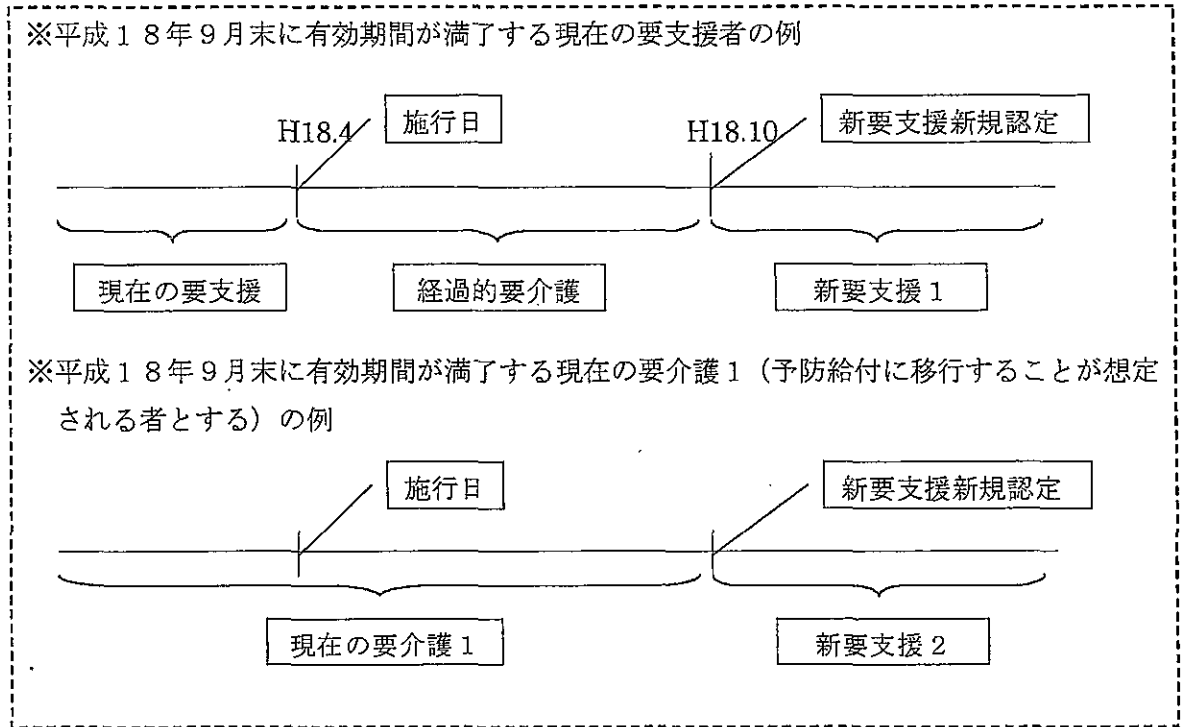 ※平成１８年９月末に有効期間が満了する現在の要支援者の例
H18.4
施行日
H18.10
新要支援新規認定
現在の要支援
経過的要介護
新要支援１
※平成１８年９月末に有効期間が満了する現在の要介護１（予防給付に移行することが想定
される者とする）の例
施行日
新要支援新規認定
現在の要介護１
新要支援２